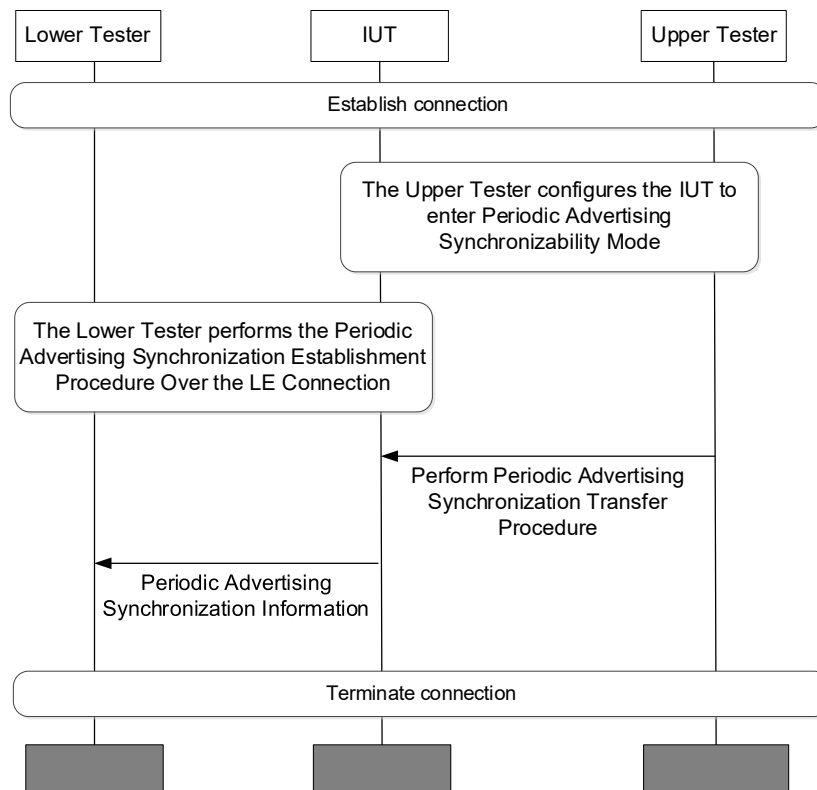 Lower Tester
IUT
Upper Tester
Establish connection
The Upper Tester configures the IUT to
enter Periodic Advertising
Synchronizability Mode
The Lower Tester performs the Periodic
Advertising Synchronization Establishment
Procedure Over the LE Connection
Perform Periodic Advertising
Synchronization Transfer
Procedure
Periodic Advertising
Synchronization Information
Terminate connection